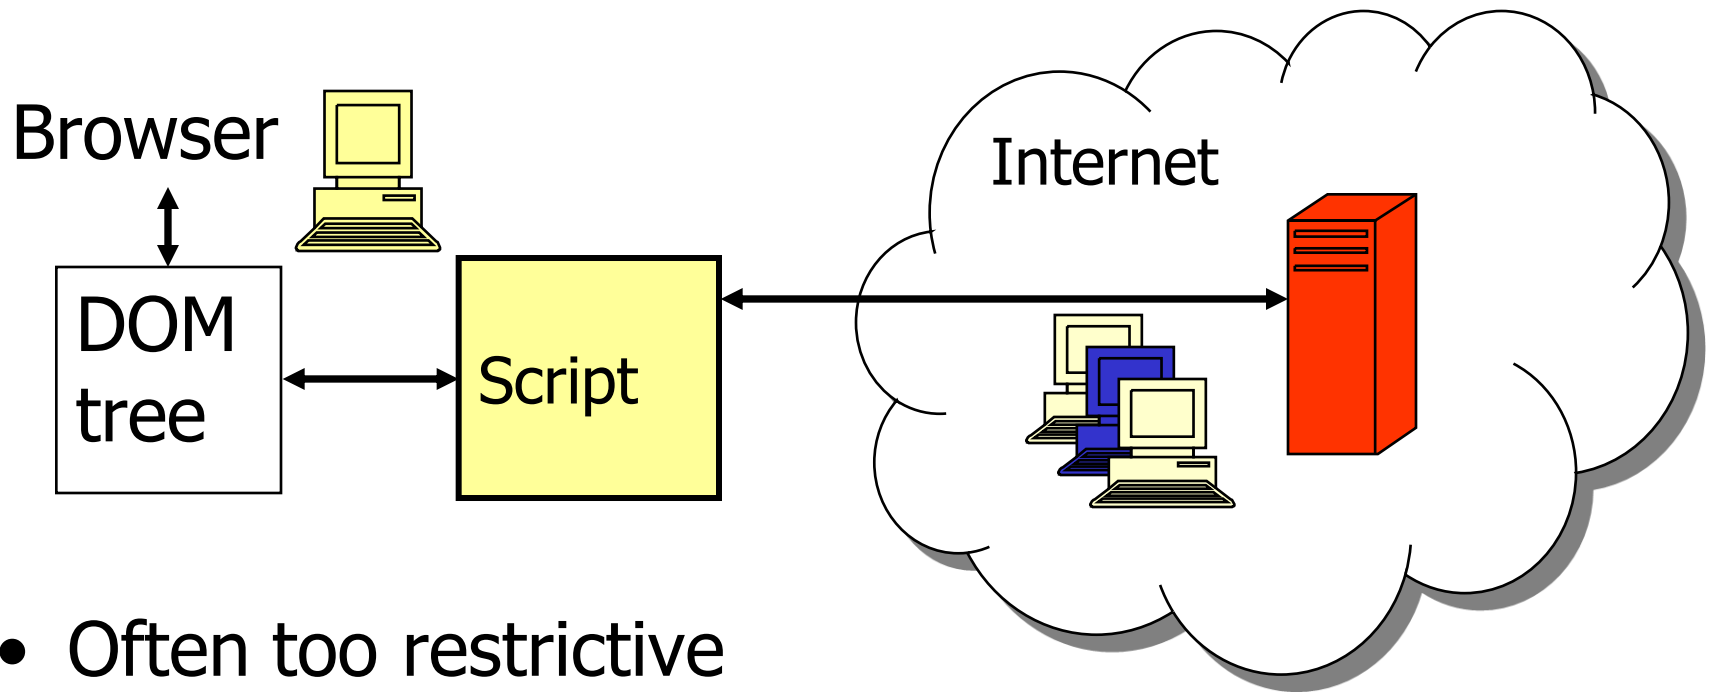 Browser
Internet
DOM
tree
Script
• Often too restrictive